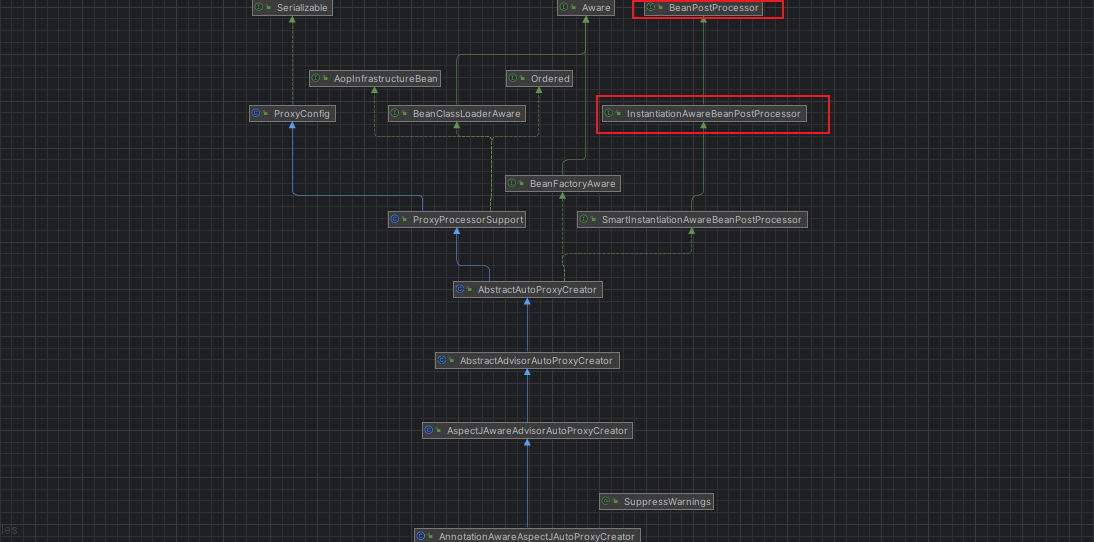 Serializable
Aware
BeanPostProcessor
AopInfrastructureBean
Ordered
ProxyConfig
BeanClassLoaderAware
InstantiationAwareBeanPostProcessor
BeanFactoryAware
ProxyProcessorSupport
SmartInstantiationAwareBeanPostProcessor
AbstractAutoProxyCreator
AbstractAdvisorAutoProxyCreator
AspectJAwareAdvisorAutoProxyCreator
SuppressWarnings
les
AnnotationAwareAspectJAutoProxyCreator